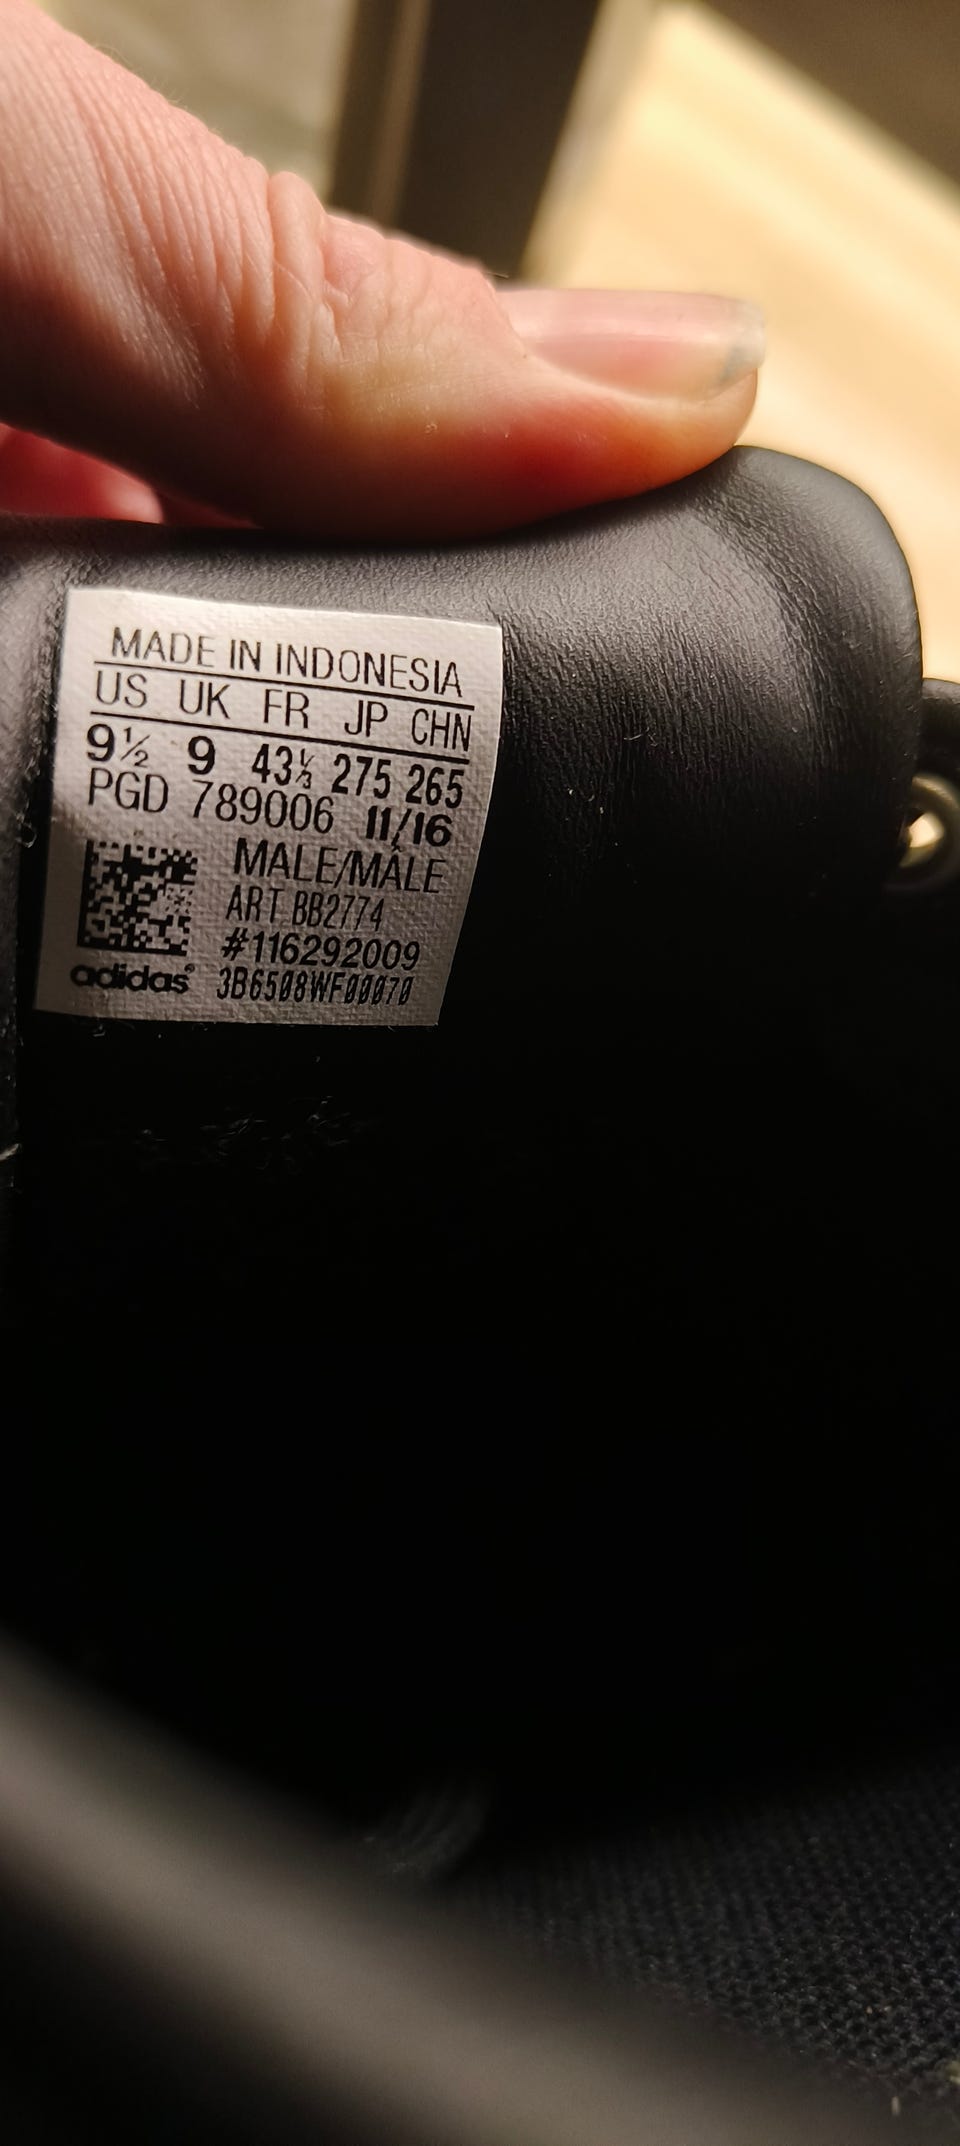 MADE IN INDONESIA
US UK FR JP CHN
9½ 9 43⅓ 275 265
PGD 789006 11/16
MALE/MÂLE
ART BB2774
#116292009
adidas® 3B6508WF00070